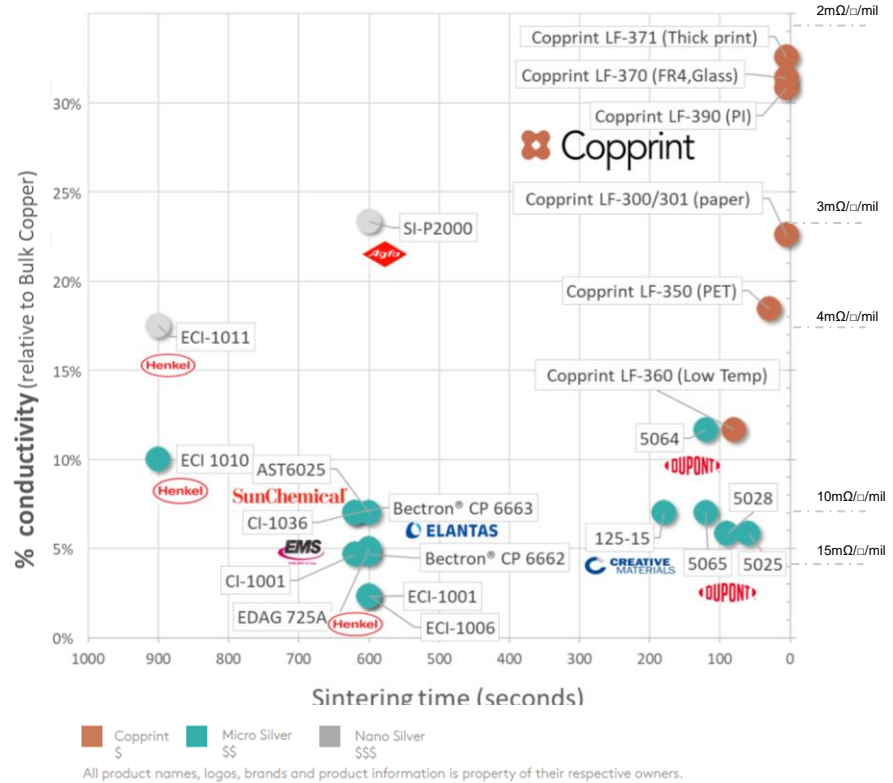 2mΩ/□/mil
Copprint LF-371 (Thick print)
Copprint LF-370 (FR4,Glass)
30%
Copprint LF-390 (PI)
Copprint
25%
Copprint LF-300/301 (paper)
3mΩ/□/mil
SI-P2000
Agfa
20%
Copprint LF-350 (PET)
4mΩ/□/mil
ECI-1011
Henkel
15%
Copprint LF-360 (Low Temp)
5064
DUPONT
10%
ECI 1010
Henkel
AST6025
SunChemical
CI-1036
Bectron® CP 6663
ELANTAS
5028
10mΩ/□/mil
125-15
5065
5025
CREATIVE
MATERIALS
DUPONT
15mΩ/□/mil
EMS
Bectron® CP 6662
5%
CI-1001
EDAG 725A
ECI-1001
Henkel
ECI-1006
0%
% conductivity (relative to Bulk Copper)
1000 900 800 700 600 500 400 300 200 100 0
Sintering time (seconds)
Copprint
$
Micro Silver
$$
Nano Silver
$$$
All product names, logos, brands and product information is property of their respective owners.